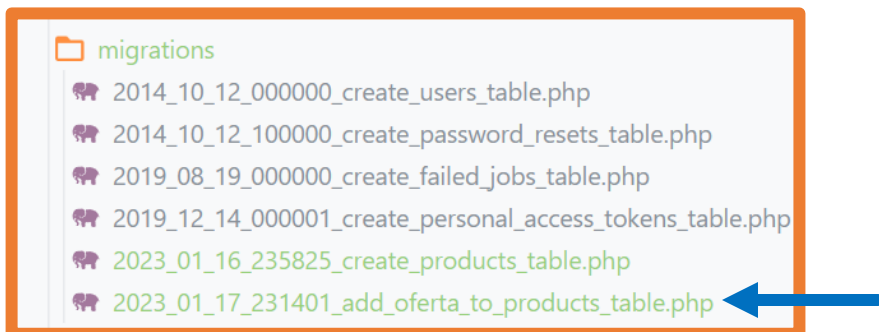 migrations
2014_10_12_000000_create_users_table.php
2014_10_12_100000_create_password_resets_table.php
2019_08_19_000000_create_failed_jobs_table.php
2019_12_14_000001_create_personal_access_tokens_table.php
2023_01_16_235825_create_products_table.php
2023_01_17_231401_add_oferta_to_products_table.php